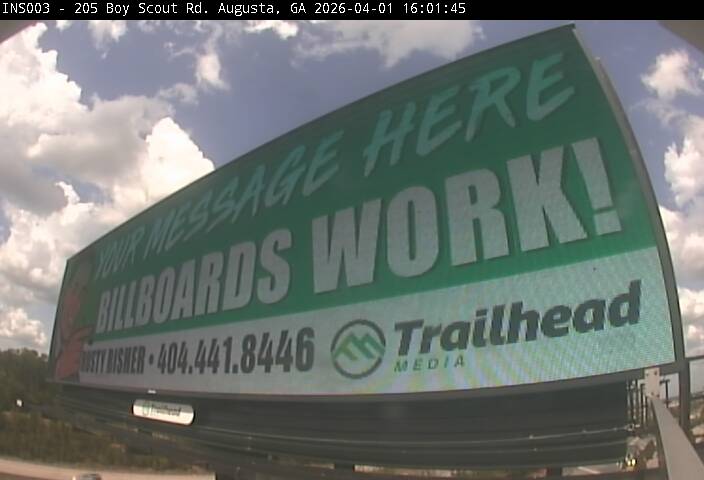 INS003 - 205 Boy Scout Rd. Augusta, GA 2026-04-01 16:01:45
YOUR MESSAGE HERE
BILLBOARDS WORK!
RUSTY RISHER • 404.441.8446
Trailhead
MEDIA
Trailhead